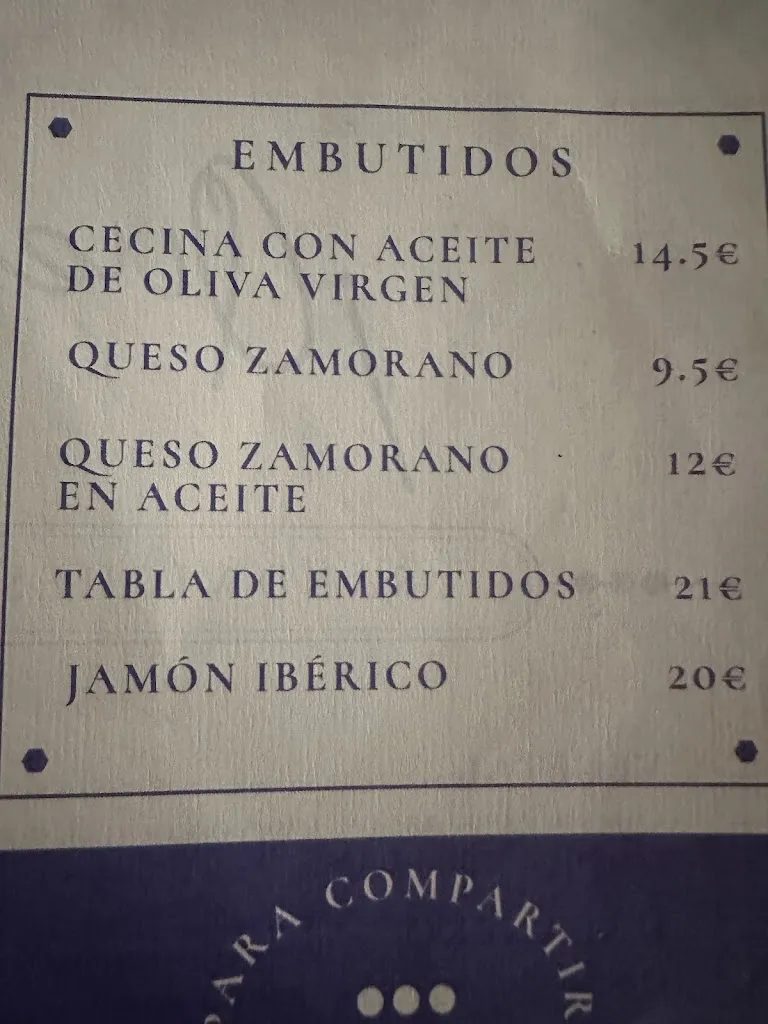 EMBUTIDOS
CECINA CON ACEITE 14.5€
DE OLIVA VIRGEN
QUESO ZAMORANO 9.5€
QUESO ZAMORANO 12€
EN ACEITE
TABLA DE EMBUTIDOS 21€
JAMÓN IBÉRICO 20€
PARA COMPARTIR